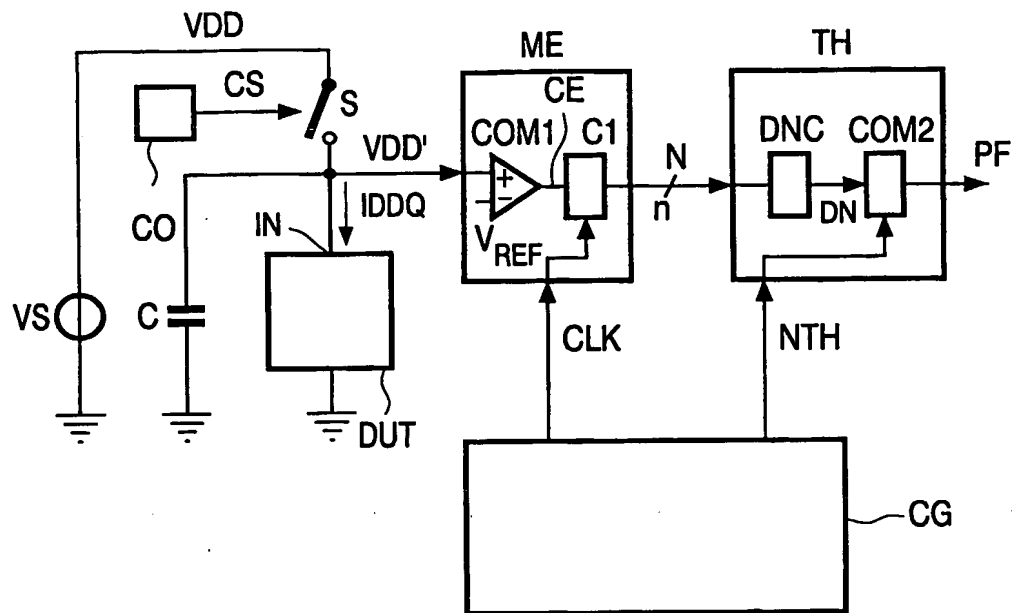 VDD
ME
TH
CS
S
CE
COM1
C1
DNC
COM2
VDD'
N
PF
IDDQ
+
−
n
DN
CO
IN
VREF
VS
C
CLK
NTH
DUT
CG